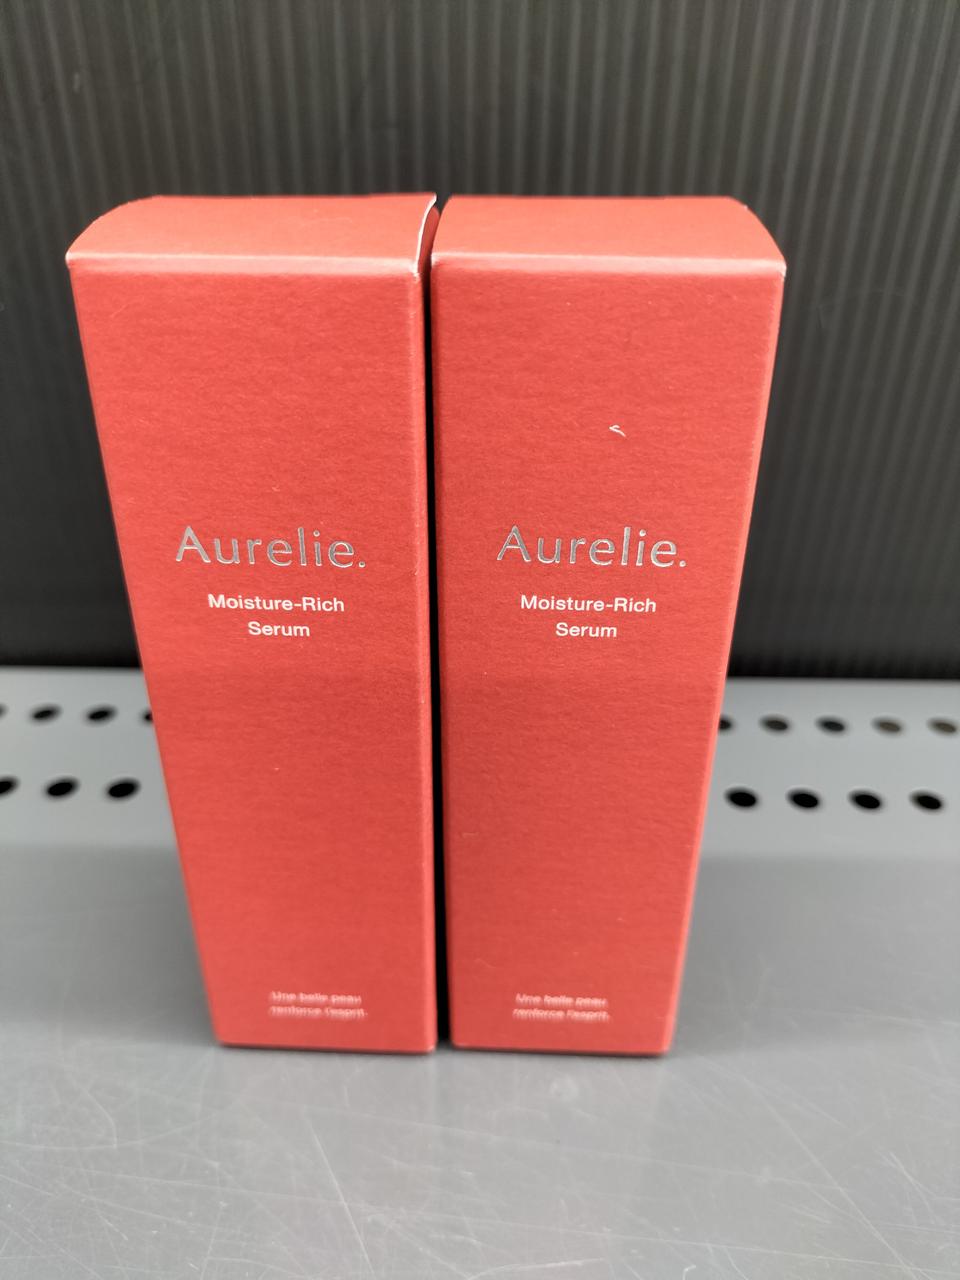 Aurelie.
Moisture-Rich
Serum
Une belle peau
renforce l'esprit.
Aurelie.
Moisture-Rich
Serum
Une belle peau
renforce l'esprit.